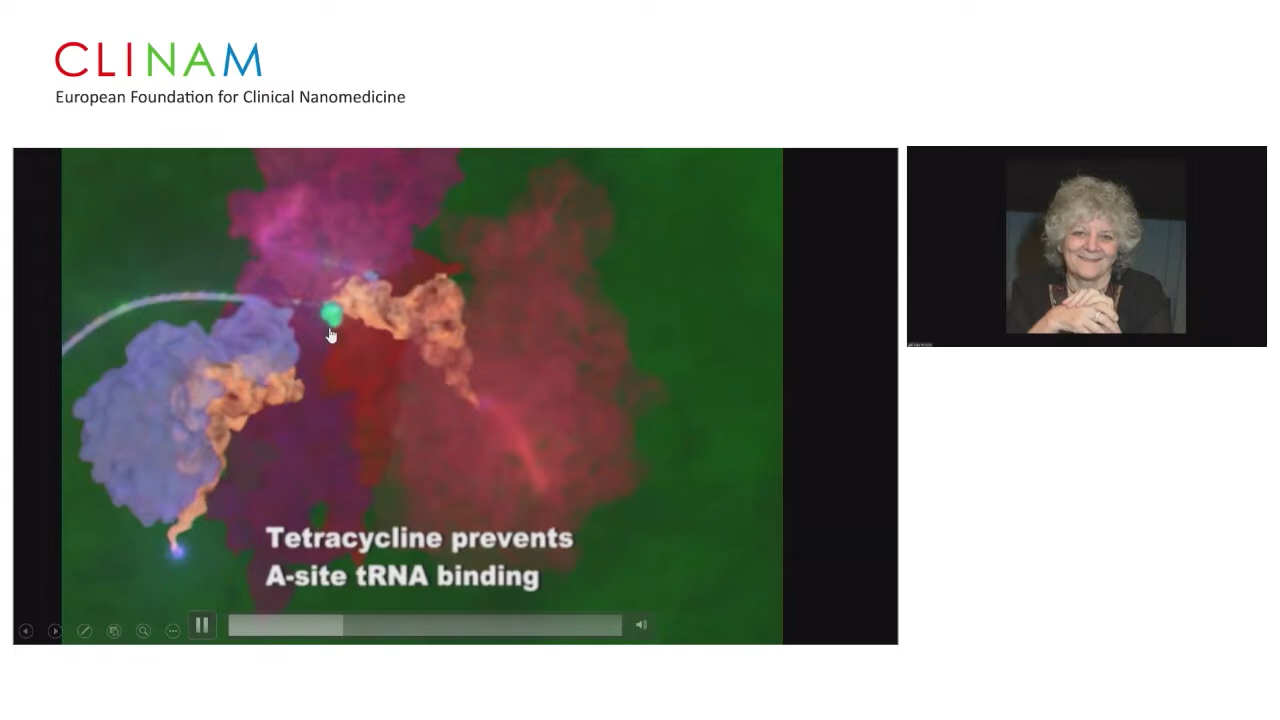 CLINAM
European Foundation for Clinical Nanomedicine
Tetracycline prevents
A-site tRNA binding